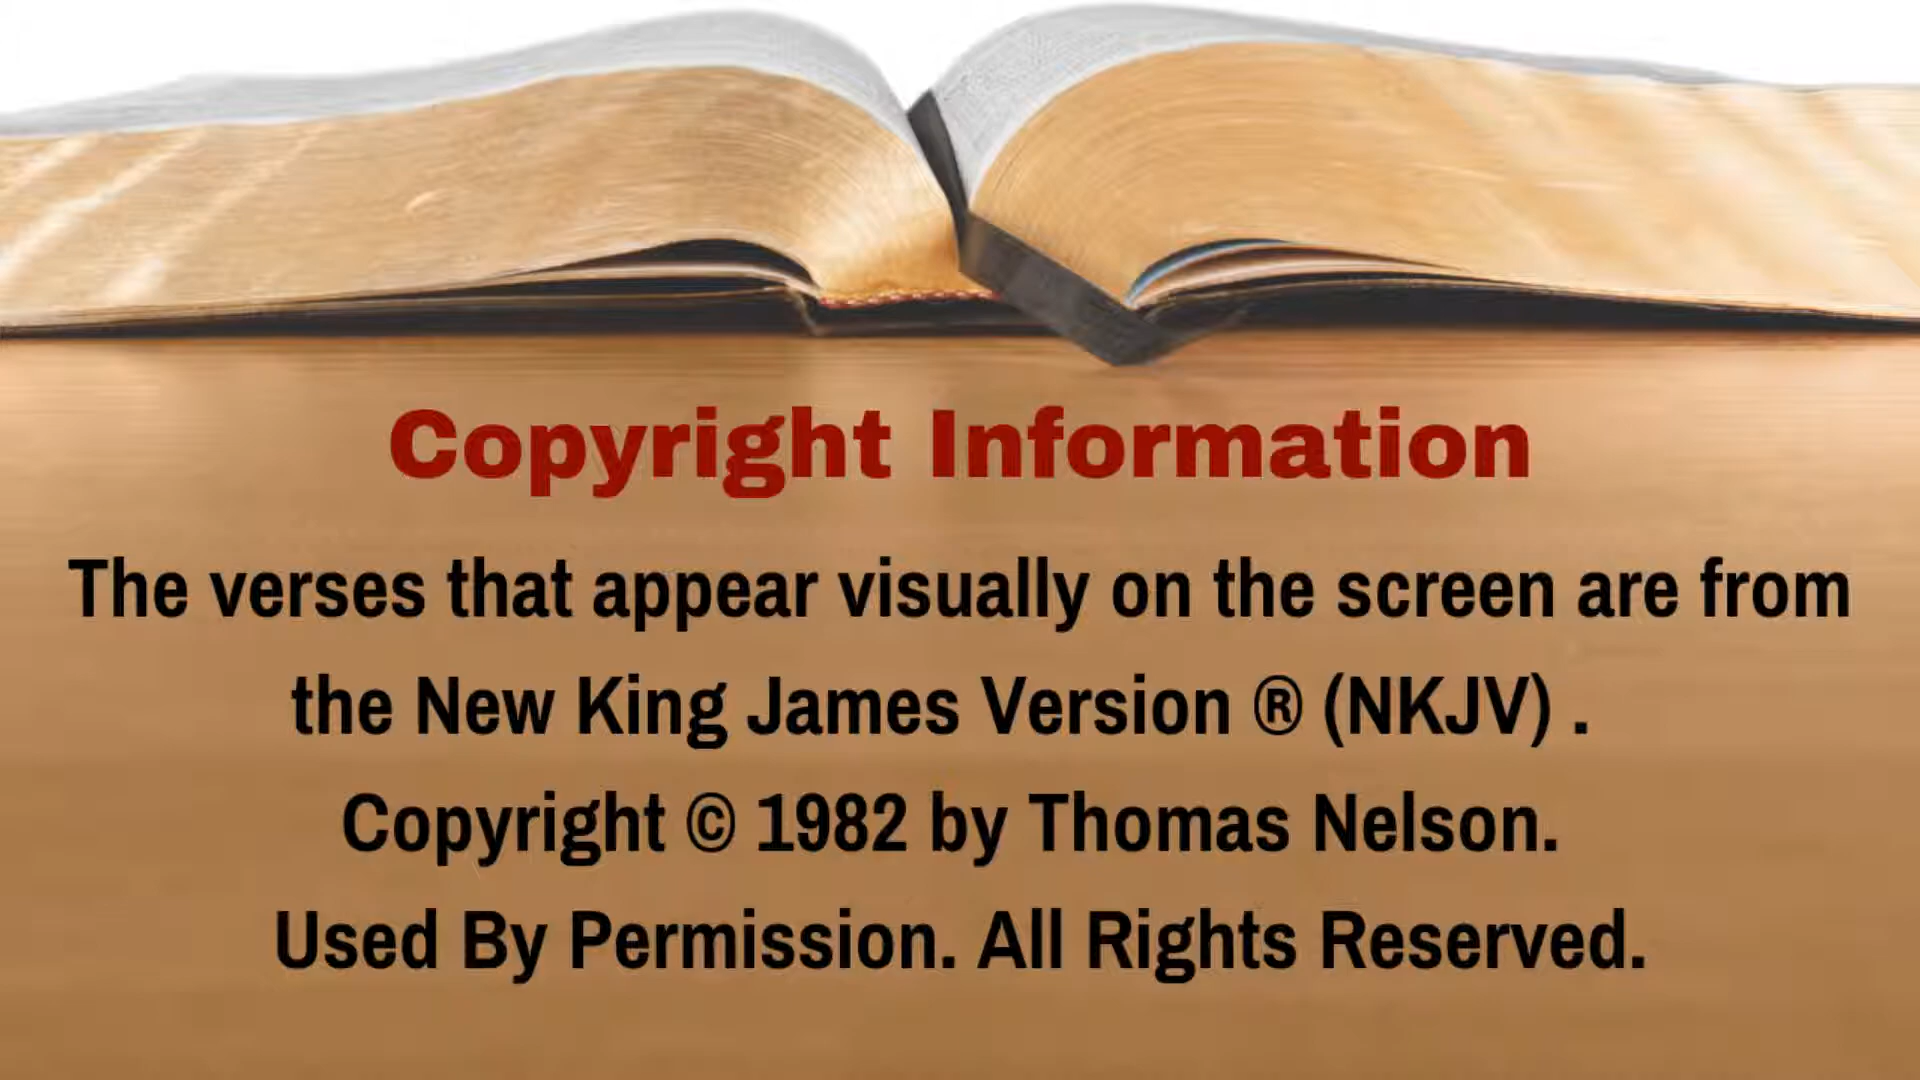 Copyright Information
The verses that appear visually on the screen are from
the New King James Version ® (NKJV) .
Copyright © 1982 by Thomas Nelson.
Used By Permission. All Rights Reserved.